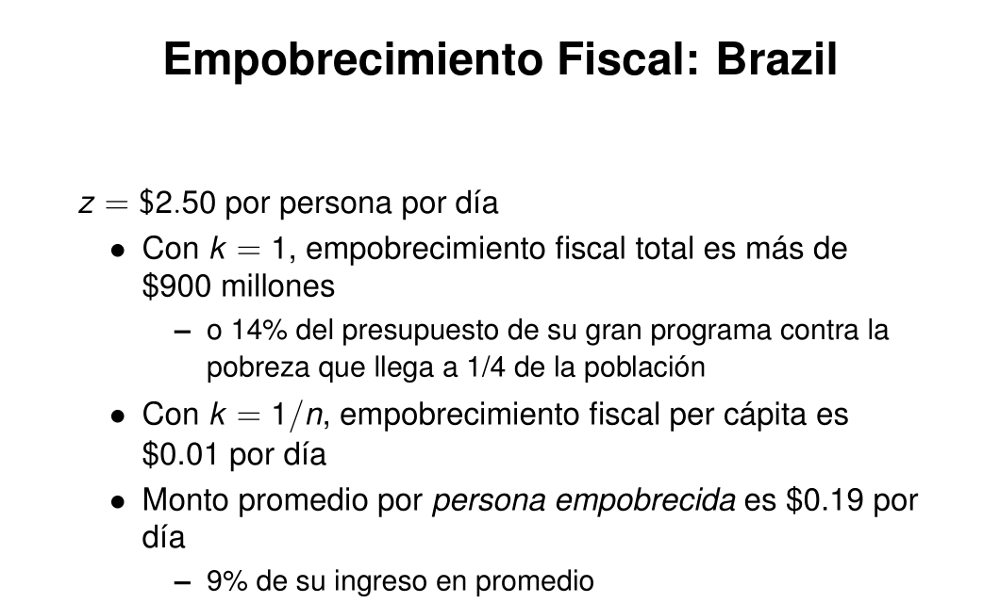 Empobrecimiento Fiscal: Brazil
z = $2.50 por persona por día
• Con k = 1, empobrecimiento fiscal total es más de
$900 millones
– o 14% del presupuesto de su gran programa contra la
pobreza que llega a 1/4 de la población
• Con k = 1/n, empobrecimiento fiscal per cápita es
$0.01 por día
• Monto promedio por persona empobrecida es $0.19 por
día
– 9% de su ingreso en promedio